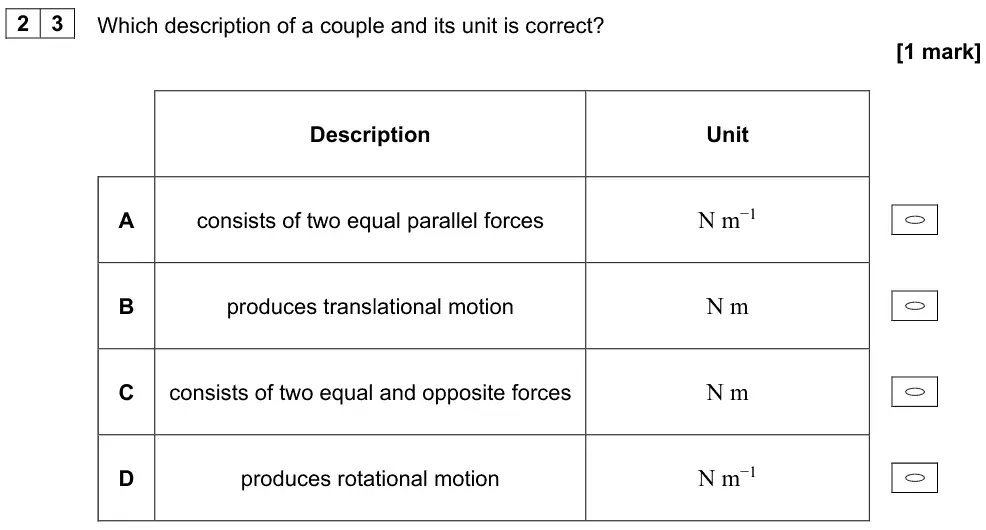 2 3 Which description of a couple and its unit is correct?
[1 mark]
Description Unit
A consists of two equal parallel forces N m⁻¹
B produces translational motion N m
C consists of two equal and opposite forces N m
D produces rotational motion N m⁻¹